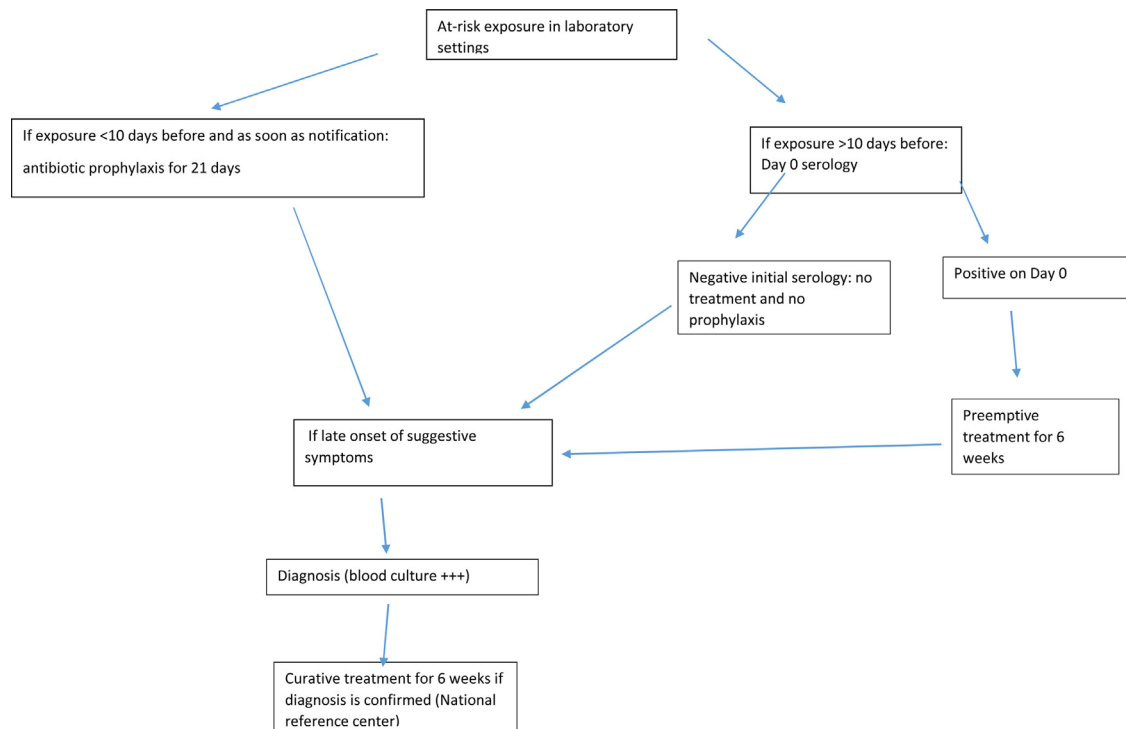 At-risk exposure in laboratory
settings
If exposure <10 days before and as soon as notification:
antibiotic prophylaxis for 21 days
If exposure >10 days before:
Day 0 serology
Negative initial serology: no
treatment and no
prophylaxis
Positive on Day 0
Preemptive
treatment for 6
weeks
If late onset of suggestive
symptoms
Diagnosis (blood culture +++)
Curative treatment for 6 weeks if
diagnosis is confirmed (National
reference center)